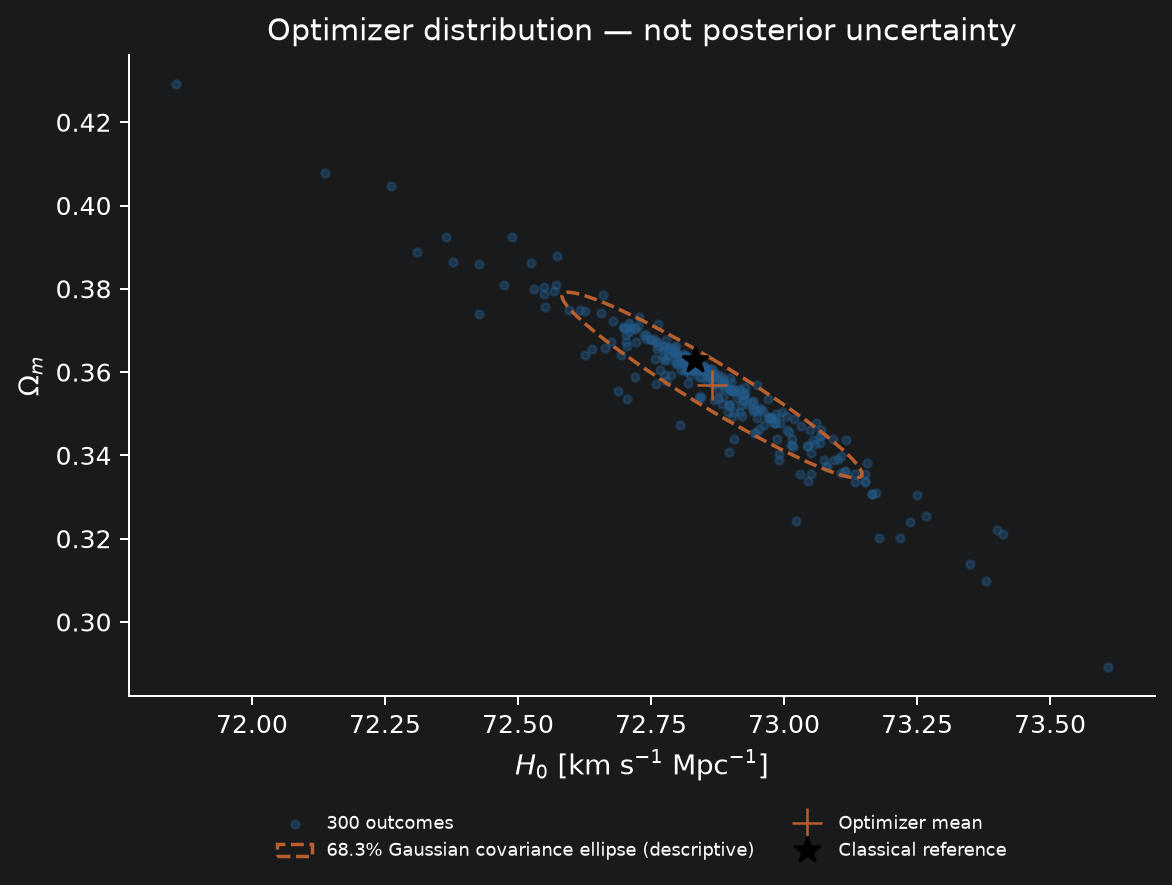 Optimizer distribution — not posterior uncertainty
0.42
0.40
0.38
0.36
0.34
0.32
0.30
Ωₘ
72.00 72.25 72.50 72.75 73.00 73.25 73.50
H₀ [km s⁻¹ Mpc⁻¹]
300 outcomes
68.3% Gaussian covariance ellipse (descriptive)
Optimizer mean
Classical reference